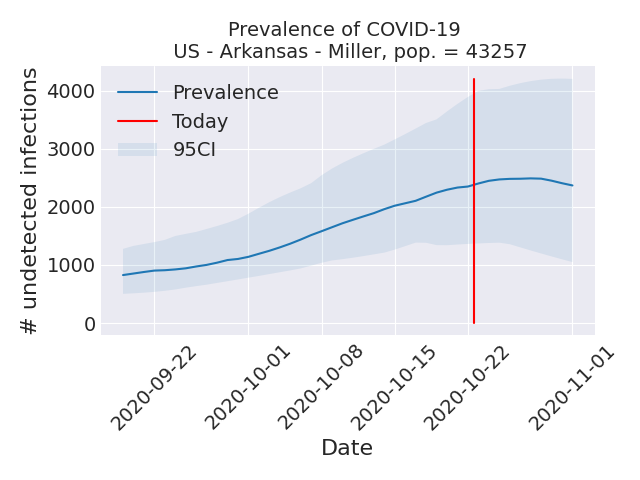 Prevalence of COVID-19
US - Arkansas - Miller, pop. = 43257
# undetected infections
4000
3000
2000
1000
0
Prevalence
Today
95CI
2020-09-22
2020-10-01
2020-10-08
2020-10-15
2020-10-22
2020-11-01
Date